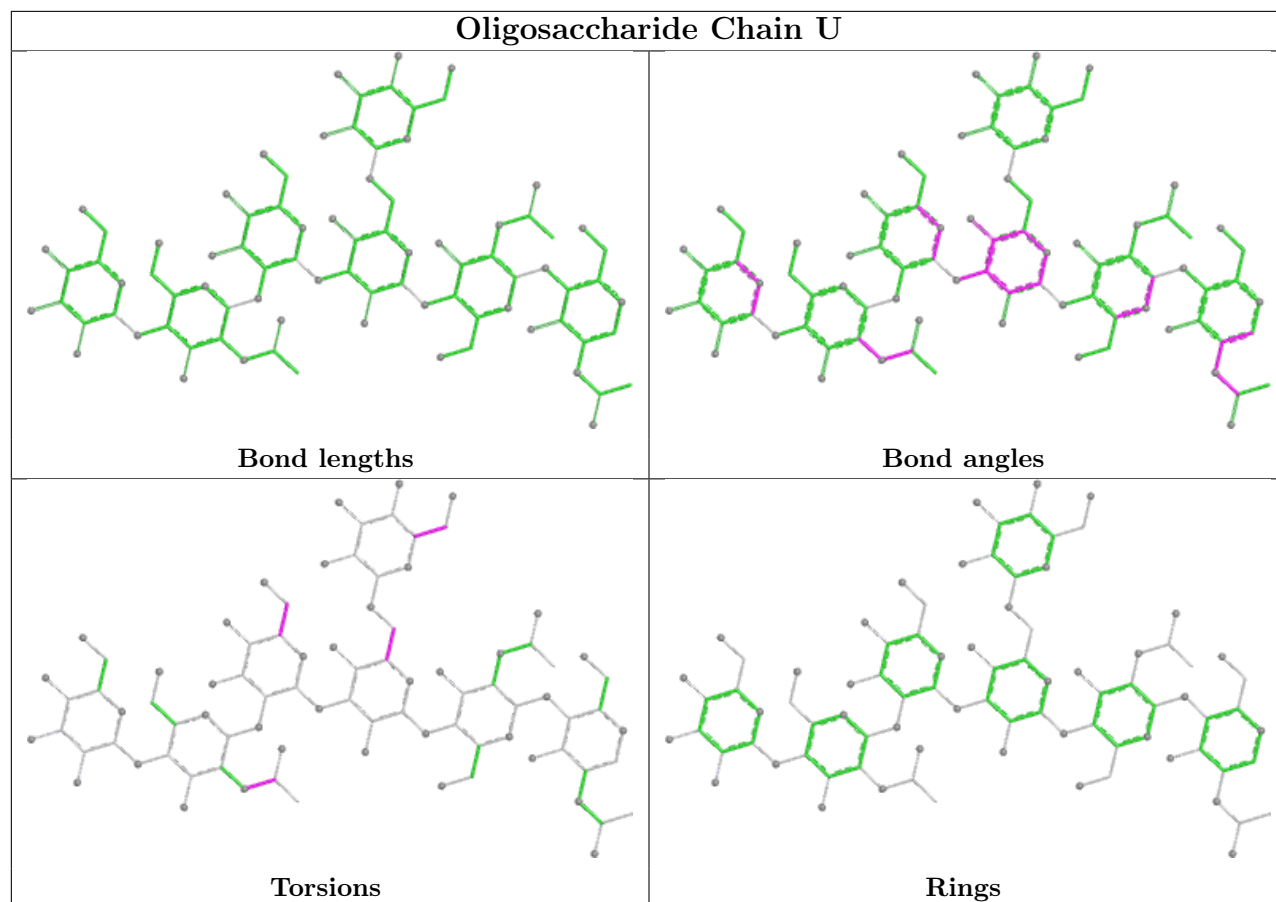 Oligosaccharide Chain U
Bond lengths
Bond angles
Torsions
Rings